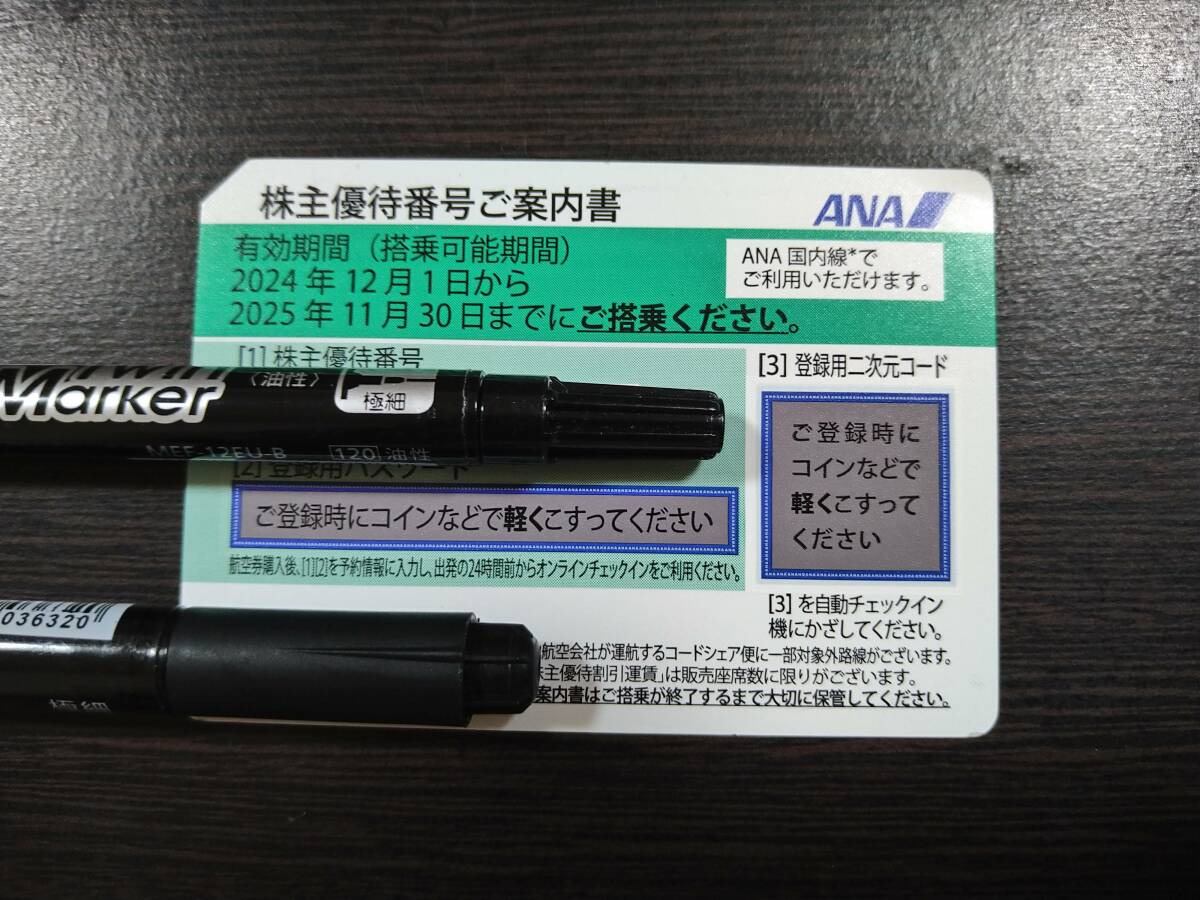 株主優待番号ご案内書
ANA
有効期間（搭乗可能期間）
2024年12月1日から
2025年11月30日までにご搭乗ください。
ANA国内線*で
ご利用いただけます。
[1] 株主優待番号
[3] 登録用二次元コード
Marker
〈油性〉
極細
MEF-12EU-B
120 油性
[2] 登録用パスワード
ご登録時にコインなどで軽くこすってください
ご登録時に
コインなどで
軽くこすって
ください
航空券購入後、[1][2]を予約情報に入力し、出発の24時間前からオンラインチェックインをご利用ください。
[3] を自動チェックイン
機にかざしてください。
036320
極細
航空会社が運航するコードシェア便に一部対象外路線がございます。
株主優待割引運賃」は販売座席数に限りがございます。
案内書はご搭乗が終了するまで大切に保管してください。